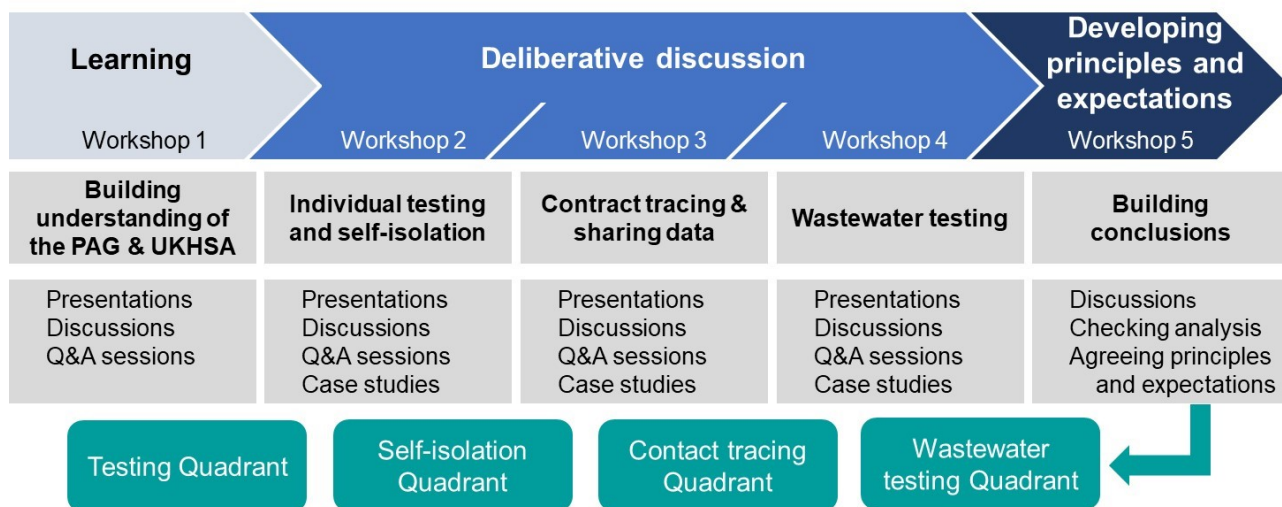 Learning
Workshop 1
Deliberative discussion
Workshop 2
Workshop 3
Workshop 4
Developing
principles and
expectations
Workshop 5
Building
understanding of
the PAG & UKHSA
Individual testing
and self-isolation
Contract tracing &
sharing data
Wastewater testing
Building
conclusions
Presentations
Discussions
Q&A sessions
Presentations
Discussions
Q&A sessions
Case studies
Presentations
Discussions
Q&A sessions
Case studies
Presentations
Discussions
Q&A sessions
Case studies
Discussions
Checking analysis
Agreeing principles
and expectations
Testing Quadrant
Self-isolation
Quadrant
Contact tracing
Quadrant
Wastewater
testing Quadrant